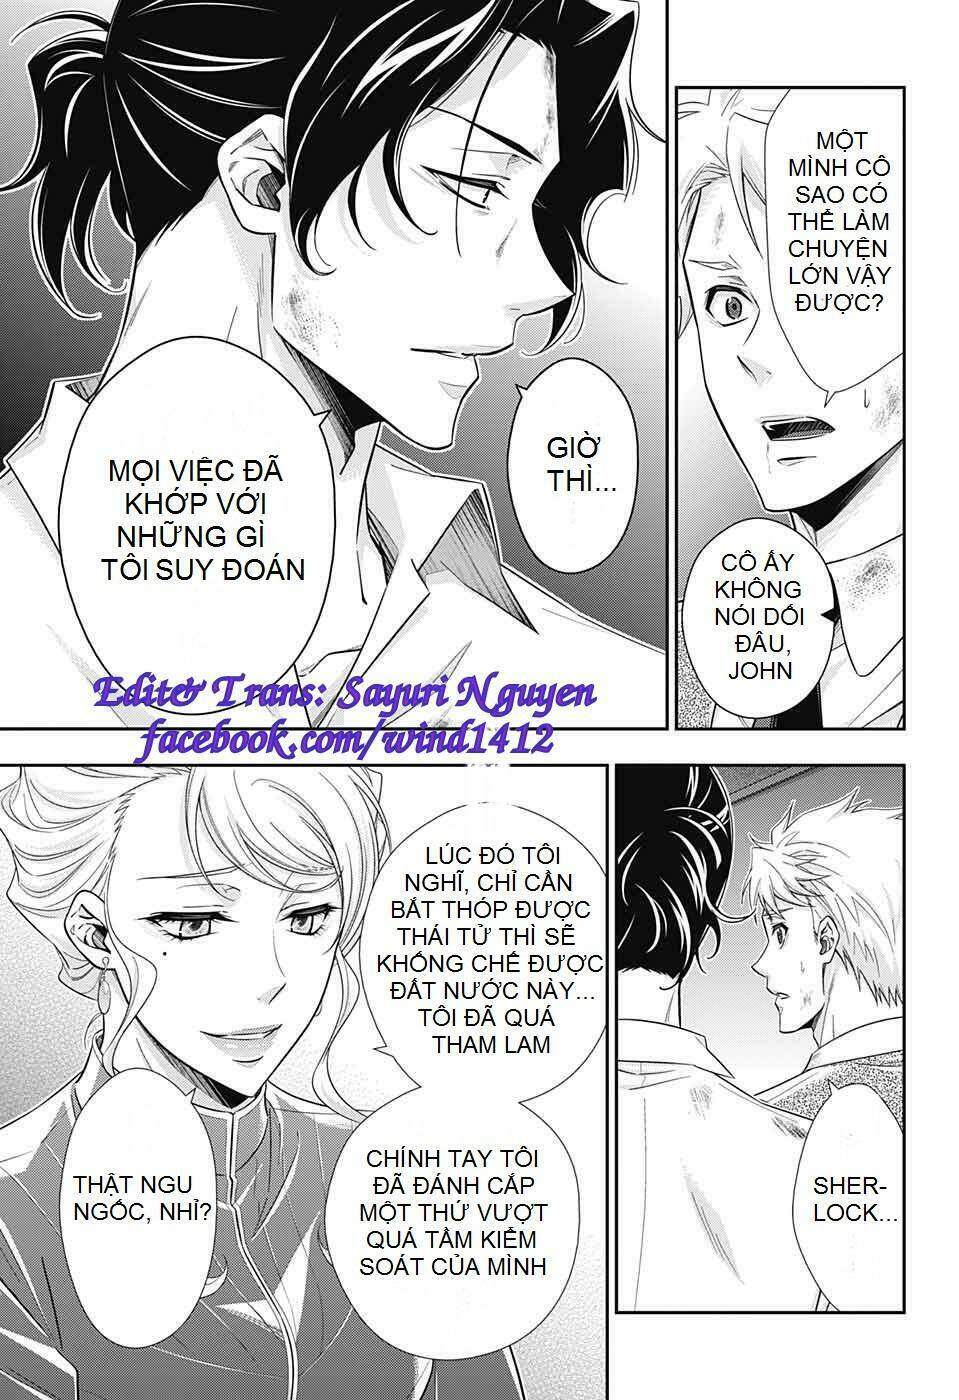 MỘT
MÌNH CÔ
SAO CÓ
THỂ LÀM
CHUYỆN
LỚN VẬY
ĐƯỢC?
CÔ ẤY
KHÔNG
NÓI DỐI
ĐÂU,
JOHN
GIỜ
THÌ...
MỌI VIỆC ĐÃ
KHỚP VỚI
NHỮNG GÌ
TÔI SUY ĐOÁN
Edit& Trans: Sayuri Nguyen
facebook.com/wind1412
SHER-
LOCK...
LÚC ĐÓ TÔI
NGHĨ, CHỈ CẦN
BẮT THÓP ĐƯỢC
THÁI TỬ THÌ SẼ
KHỐNG CHẾ ĐƯỢC
ĐẤT NƯỚC NÀY...
TÔI ĐÃ QUÁ
THAM LAM
CHÍNH TAY TÔI
ĐÃ ĐÁNH CẮP
MỘT THỨ VƯỢT
QUÁ TẦM KIỂM
SOÁT CỦA MÌNH
THẬT NGU
NGỐC, NHỈ?